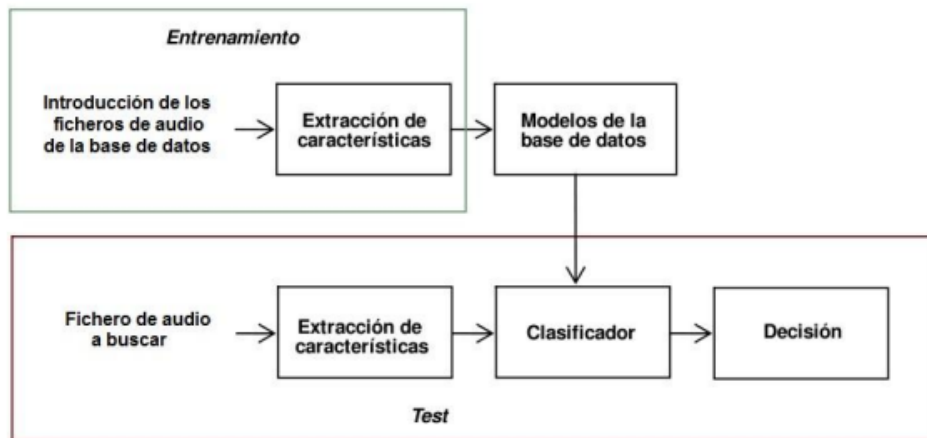 Entrenamiento
Introducción de los
ficheros de audio
de la base de datos
Extracción de
características
Modelos de la
base de datos
Fichero de audio
a buscar
Extracción de
características
Clasificador
Decisión
Test